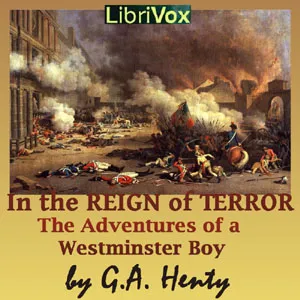 LibriVox
In the REIGN of TERROR
The Adventures of a
Westminster Boy
by G.A. Henty